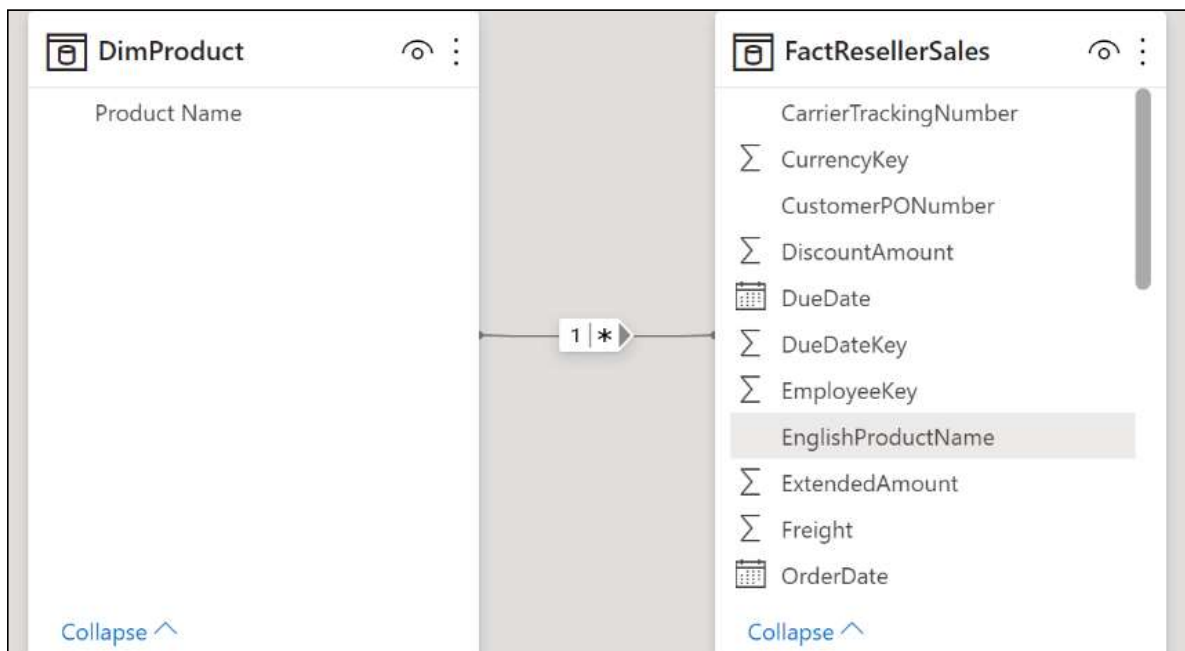 DimProduct
Product Name
Collapse
1 *
FactResellerSales
CarrierTrackingNumber
CurrencyKey
CustomerPONumber
DiscountAmount
DueDate
DueDateKey
EmployeeKey
EnglishProductName
ExtendedAmount
Freight
OrderDate
Collapse